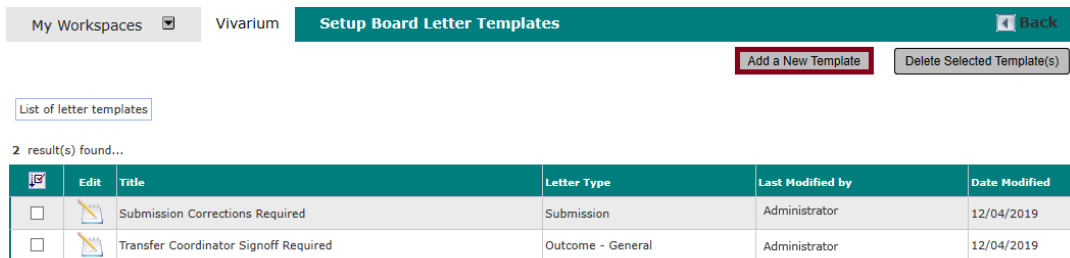 My Workspaces Vivarium Setup Board Letter Templates Back
Add a New Template Delete Selected Template(s)
List of letter templates
2 result(s) found...
Edit Title Letter Type Last Modified by Date Modified
Submission Corrections Required Submission Administrator 12/04/2019
Transfer Coordinator Signoff Required Outcome - General Administrator 12/04/2019